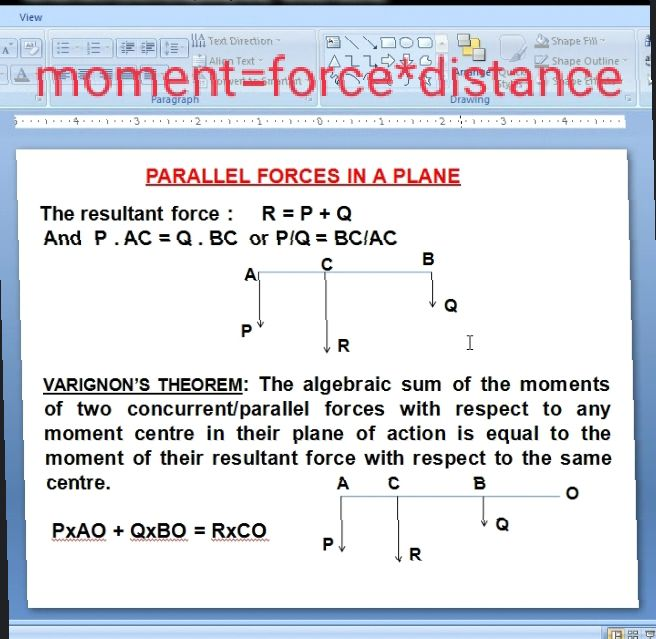 View
Text Direction
Align Text
Shape Fill
Shape Outline
Arrange
moment=force*distance
Paragraph
Drawing
PARALLEL FORCES IN A PLANE
The resultant force : R = P + Q
And P . AC = Q . BC or P/Q = BC/AC
A C B
P R Q
VARIGNON'S THEOREM: The algebraic sum of the moments
of two concurrent/parallel forces with respect to any
moment centre in their plane of action is equal to the
moment of their resultant force with respect to the same
centre.
A C B O
PxAO + QxBO = RxCO
P R Q